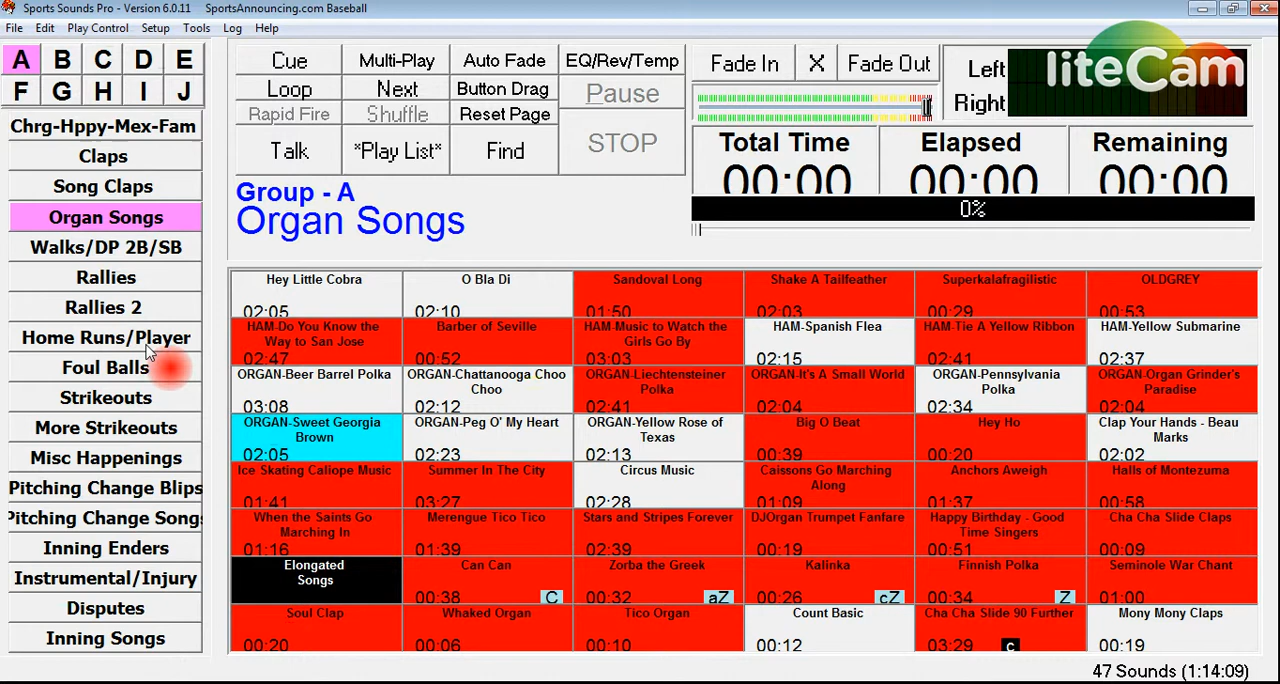 Sports Sounds Pro - Version 6.0.11 SportsAnnouncing.com Baseball
File Edit Play Control Setup Tools Log Help
A B C D E
F G H I J
Chrg-Hppy-Mex-Fam
Claps
Song Claps
Organ Songs
Walks/DP 2B/SB
Rallies
Rallies 2
Home Runs/Player
Foul Balls
Strikeouts
More Strikeouts
Misc Happenings
Pitching Change Blips
Pitching Change Songs
Inning Enders
Instrumental/Injury
Disputes
Inning Songs
Cue Multi-Play Auto Fade EQ/Rev/Temp
Loop Next Button Drag Pause
Rapid Fire Shuffle Reset Page
Talk *Play List* Find STOP
Fade In X Fade Out
Left
Right
liteCam
Total Time Elapsed Remaining
00:00 00:00 00:00
0%
Group - A
Organ Songs
Hey Little Cobra O Bla Di Sandoval Long Shake A Tailfeather Superkalafragilistic OLDGREY
02:05 02:10 01:50 02:03 00:29 00:53
HAM-Do You Know the Barber of Seville HAM-Music to Watch the HAM-Spanish Flea HAM-Tie A Yellow Ribbon HAM-Yellow Submarine
Way to San Jose Girls Go By
02:47 00:52 03:03 02:15 02:41 02:37
ORGAN-Beer Barrel Polka ORGAN-Chattanooga Choo ORGAN-Liechtensteiner ORGAN-It's A Small World ORGAN-Pennsylvania ORGAN-Organ Grinder's
Choo Polka Polka Paradise
03:08 02:12 02:41 02:04 02:34 02:04
ORGAN-Sweet Georgia ORGAN-Peg O' My Heart ORGAN-Yellow Rose of Big O Beat Hey Ho Clap Your Hands - Beau
Brown Texas Marks
02:05 02:23 02:13 00:39 00:20 02:02
Ice Skating Caliope Music Summer In The City Circus Music Caissons Go Marching Anchors Aweigh Halls of Montezuma
Along
01:41 03:27 02:28 01:09 01:37 00:58
When the Saints Go Merengue Tico Tico Stars and Stripes Forever DJOrgan Trumpet Fanfare Happy Birthday - Good Cha Cha Slide Claps
Marching In Time Singers
01:16 01:39 02:39 00:19 00:51 00:09
Elongated Can Can Zorba the Greek Kalinka Finnish Polka Seminole War Chant
Songs
00:38 C 00:32 aZ 00:26 cZ 00:34 Z 01:00
Soul Clap Whaked Organ Tico Organ Count Basic Cha Cha Slide 90 Further Mony Mony Claps
00:20 00:06 00:10 00:12 03:29 c 00:19
47 Sounds (1:14:09)